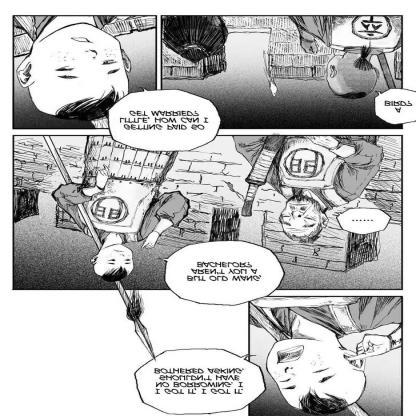 I GOT IT, I GOT IT.
NO BORROWING. I
SHOULDN'T HAVE
BOTHERED ASKING.
BUT OLD WANG,
AREN'T YOU A
BACHELOR?
......
GETTING PAID SO
LITTLE, HOW CAN I
GET MARRIED?
A
BIRD?